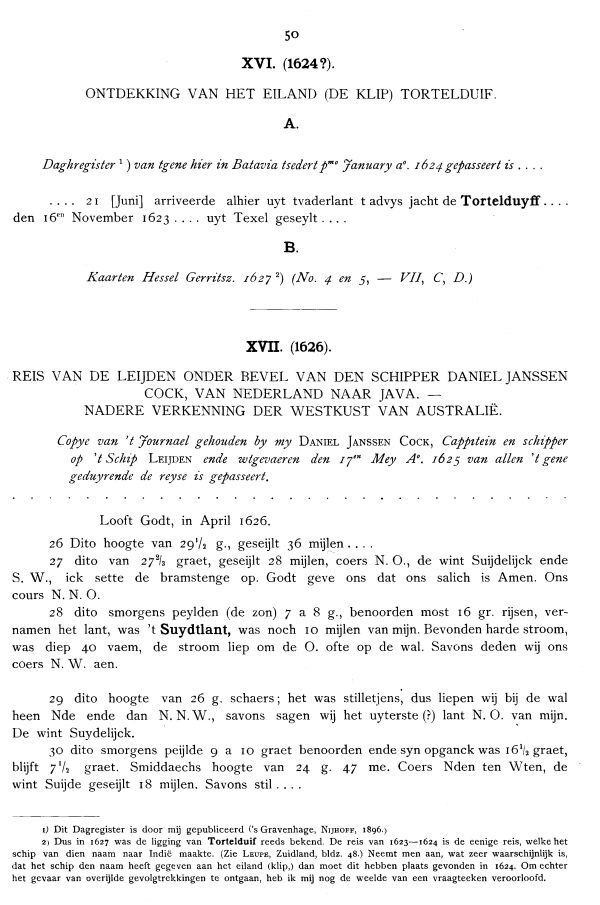 50
XVI. (1624?).
ONTDEKKING VAN HET EILAND (DE KLIP) TORTELDUIF.
A.
Daghregister ¹) van tgene hier in Batavia tsedert pᵐᵒ January aᵒ. 1624 gepasseert is . . . .
. . . . 21 [Juni] arriveerde alhier uyt tvaderlant t advys jacht de Tortelduyff . . . .
den 16ᵉⁿ November 1623 . . . . uyt Texel geseylt . . . .
B.
Kaarten Hessel Gerritsz. 1627 ²) (No. 4 en 5, — VII, C, D.)
XVII. (1626).
REIS VAN DE LEIJDEN ONDER BEVEL VAN DEN SCHIPPER DANIEL JANSSEN
COCK, VAN NEDERLAND NAAR JAVA. —
NADERE VERKENNING DER WESTKUST VAN AUSTRALIË.
Copye van 't Journael gehouden by my DANIEL JANSSEN COCK, Cappitein en schipper
op 't Schip LEIJDEN ende wtgevaeren den 17ᵉⁿ Mey Aᵒ. 1625 van allen 't gene
geduyrende de reyse is gepasseert.
. . . . . . . . . . . . . . . . . . . . . . . . . . . . . .
Looft Godt, in April 1626.
26 Dito hoogte van 29¹/₂ g., geseijlt 36 mijlen . . . .
27 dito van 27²/₃ graet, geseijlt 28 mijlen, coers N. O., de wint Suijdelijck ende
S. W., ick sette de bramstenge op. Godt geve ons dat ons salich is Amen. Ons
cours N. N. O.
28 dito smorgens peylden (de zon) 7 a 8 g., benoorden most 16 gr. rijsen, ver-
namen het lant, was 't Suydtlant, was noch 10 mijlen van mijn. Bevonden harde stroom,
was diep 40 vaem, de stroom liep om de O. ofte op de wal. Savons deden wij ons
coers N. W. aen.
29 dito hoogte van 26 g. schaers; het was stilletjens, dus liepen wij bij de wal
heen Nde ende dan N. N. W., savons sagen wij het uyterste (?) lant N. O. van mijn.
De wint Suydelijck.
30 dito smorgens peijlde 9 a 10 graet benoorden ende syn opganck was 16¹/₂ graet,
blijft 7¹/₂ graet. Smiddaechs hoogte van 24 g. 47 me. Coers Nden ten Wten, de
wint Suijde geseijlt 18 mijlen. Savons stil . . . .
1) Dit Dagregister is door mij gepubliceerd ('s Gravenhage, NIJHOFF, 1896.)
2) Dus in 1627 was de ligging van Tortelduif reeds bekend. De reis van 1623—1624 is de eenige reis, welke het
schip van dien naam naar Indië maakte. (Zie LEUPE, Zuidland, bldz. 48.) Neemt men aan, wat zeer waarschijnlijk is,
dat het schip den naam heeft gegeven aan het eiland (klip,) dan moet dit hebben plaats gevonden in 1624. Om echter
het gevaar van overijlde gevolgtrekkingen te ontgaan, heb ik mij nog de weelde van een vraagteeken veroorloofd.